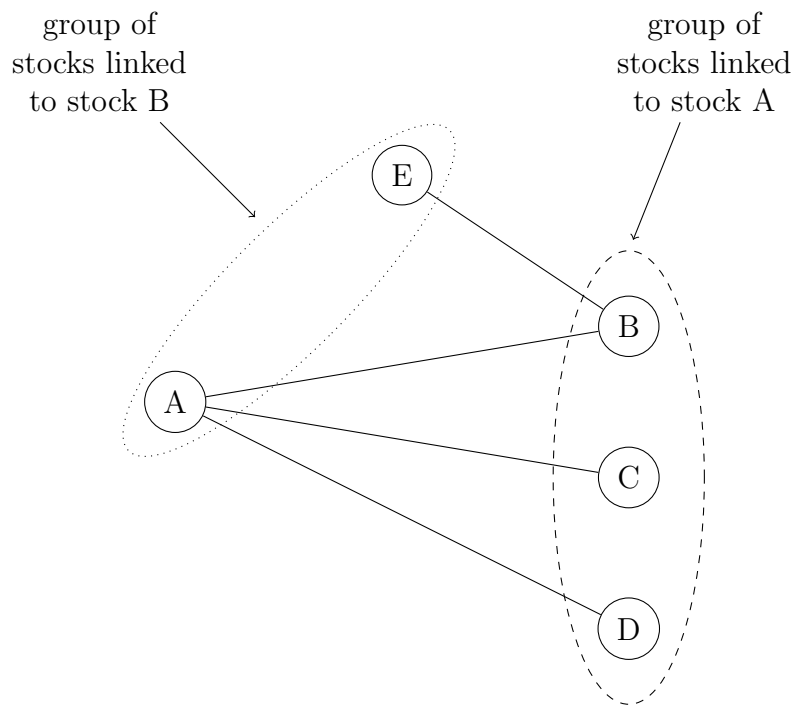 group of
stocks linked
to stock B
group of
stocks linked
to stock A
E
B
A
C
D